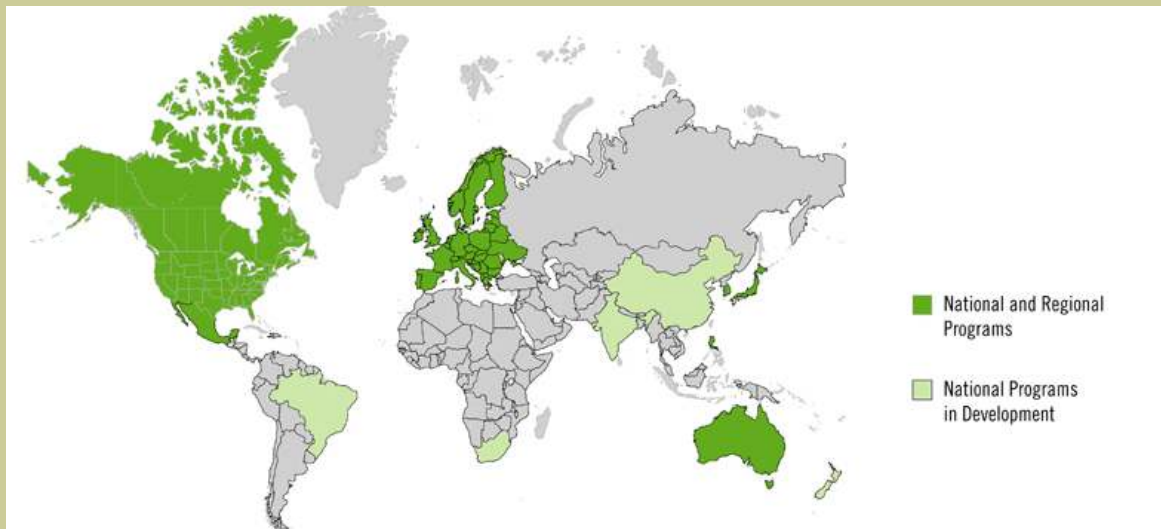 National and Regional
Programs
National Programs
in Development